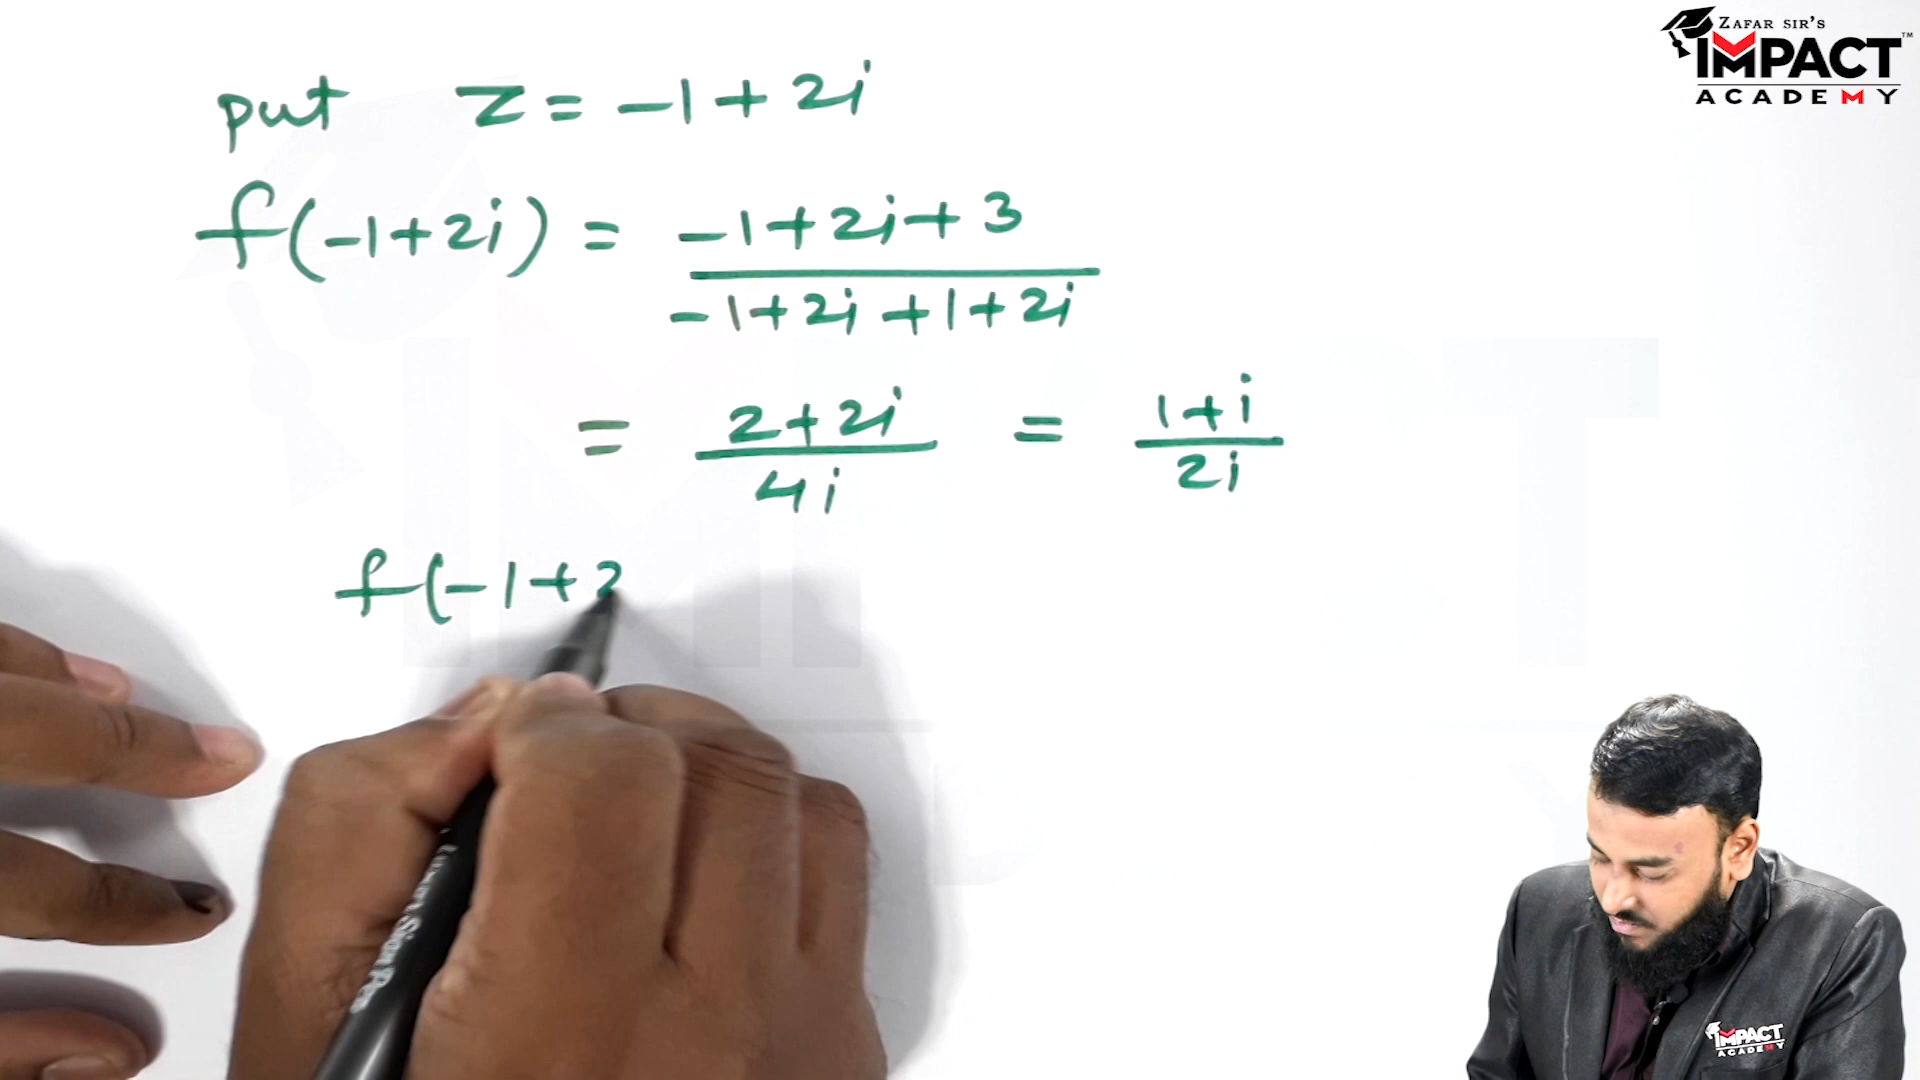 put z = -1 + 2i
f(-1+2i) = -1+2i+3
-1+2i+1+2i
= 2+2i = 1+i
4i 2i
f(-1+2
ZAFAR SIR'S
IMPACT™
ACADEMY
IMPACT
ACADEMY